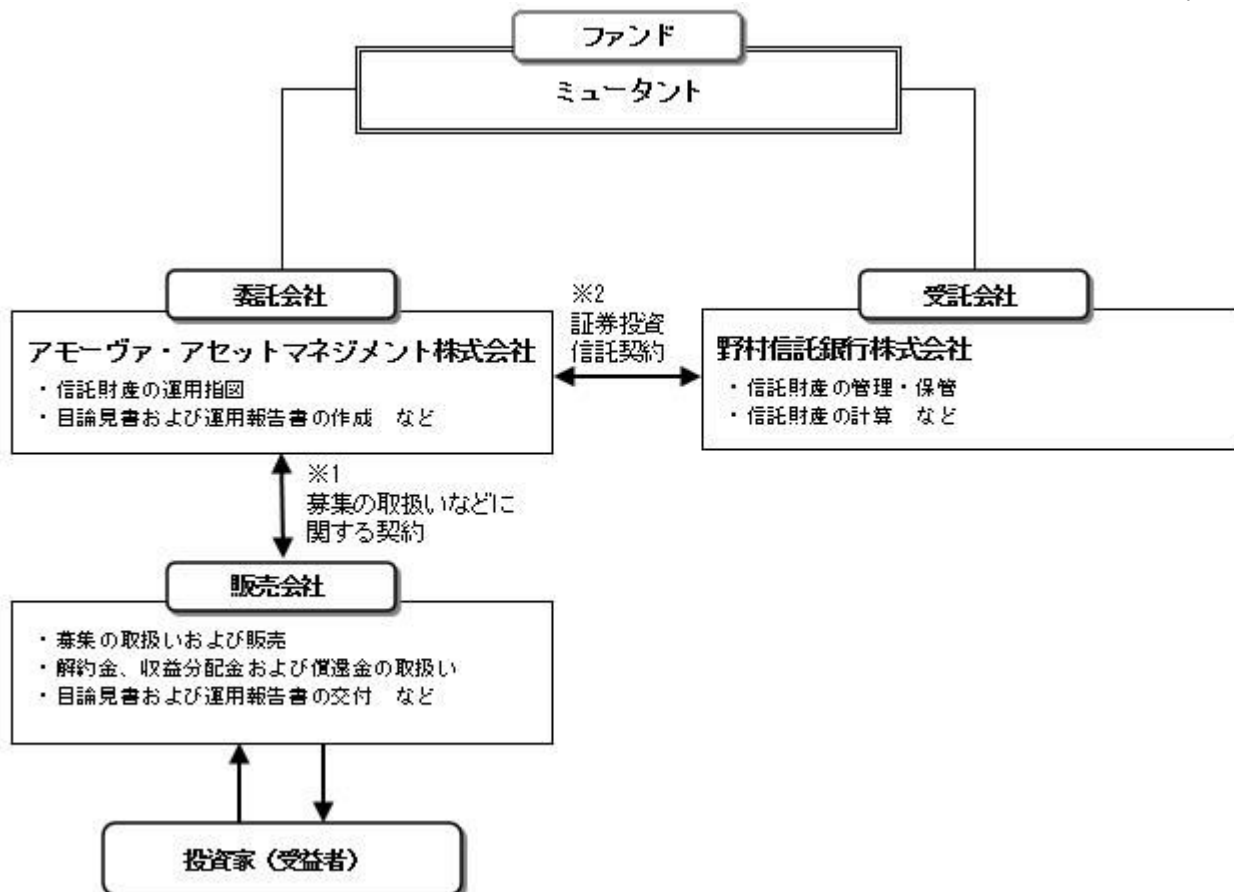 ファンド
ミュータント
委託会社
アモーヴァ・アセットマネジメント株式会社
・信託財産の運用指図
・目論見書および運用報告書の作成　など
※2
証券投資
信託契約
受託会社
野村信託銀行株式会社
・信託財産の管理・保管
・信託財産の計算　など
※1
募集の取扱いなどに
関する契約
販売会社
・募集の取扱いおよび販売
・解約金、収益分配金および償還金の取扱い
・目論見書および運用報告書の交付　など
投資家（受益者）